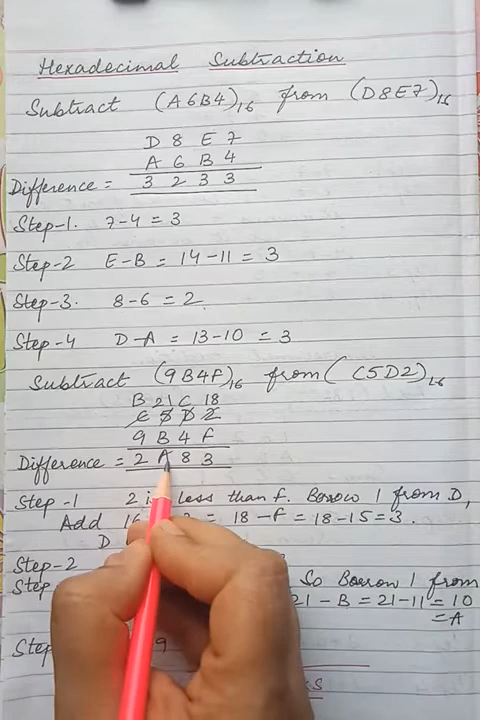 Hexadecimal Subtraction
Subtract (A6B4)16 from (D8E7)16
D 8 E 7
A 6 B 4
Difference = 3 2 3 3
Step-1. 7-4 = 3
Step-2 E-B = 14-11 = 3
Step-3. 8-6 = 2
Step-4 D-A = 13-10 = 3
Subtract (9B4F)16 from (C5D2)16
B 21 C 18
C 5 D 2
9 B 4 F
Difference = 2 A 8 3
Step-1 2 is less than F. Borrow 1 from D,
Add 16 = 18-F = 18-15=3.
D
Step-2
Step So Borrow 1 from
21-B = 21-11 = 10
=A
Step 9